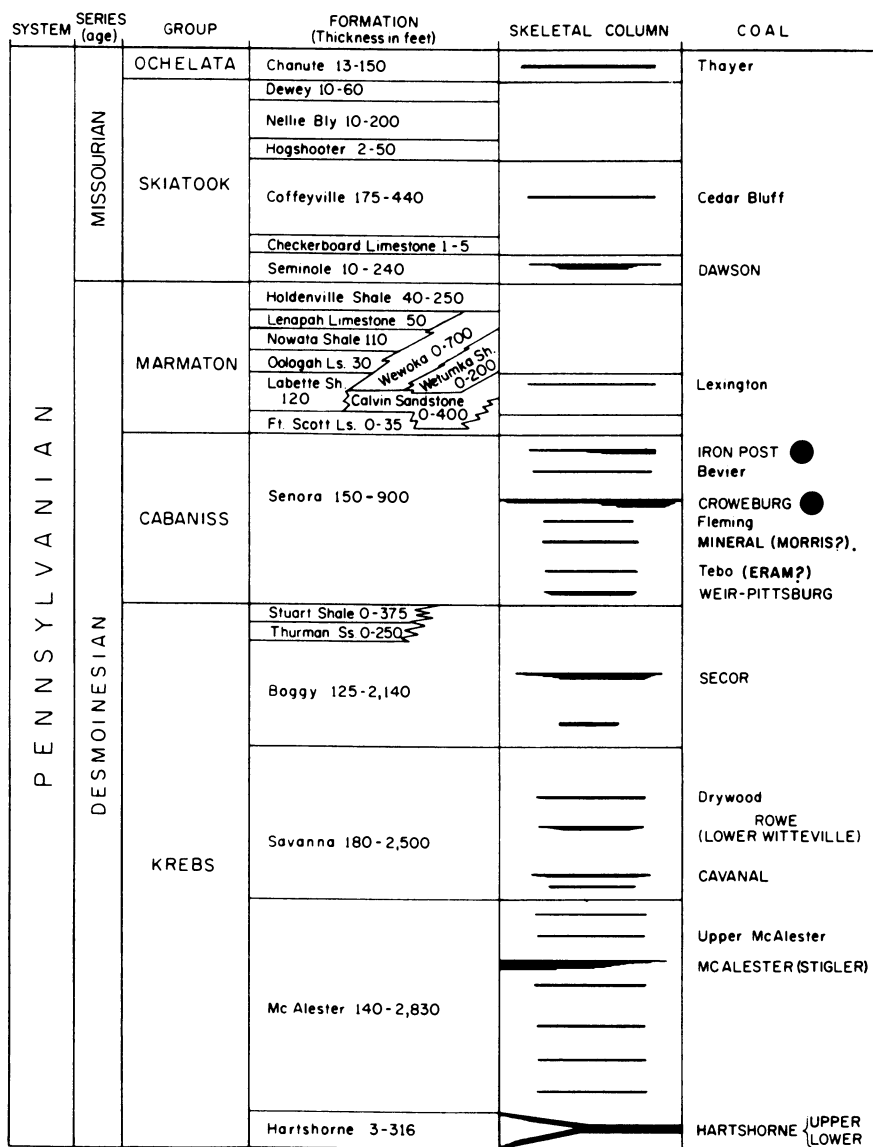 SYSTEM
SERIES
(age)
GROUP
FORMATION
(Thickness in feet)
SKELETAL COLUMN
COAL
PENNSYLVANIAN
MISSOURIAN
DESMOINESIAN
OCHELATA
Chanute 13-150
Thayer
SKIATOOK
Dewey 10-60
Nellie Bly 10-200
Hogshooter 2-50
Coffeyville 175-440
Cedar Bluff
Checkerboard Limestone 1-5
Seminole 10-240
DAWSON
MARMATON
Holdenville Shale 40-250
Lenapah Limestone 50
Nowata Shale 110
Oologah Ls. 30
Wewoka 0-700
Wetumka Sh.
0-200
Labette Sh.
120
Calvin Sandstone
0-400
Ft. Scott Ls. 0-35
Lexington
CABANISS
Senora 150-900
IRON POST
Bevier
CROWEBURG
Fleming
MINERAL (MORRIS?).
Tebo (ERAM?)
WEIR-PITTSBURG
KREBS
Stuart Shale 0-375
Thurman Ss. 0-250
Boggy 125-2,140
SECOR
Savanna 180-2,500
Drywood
ROWE
(LOWER WITTEVILLE)
CAVANAL
Mc Alester 140-2,830
Upper McAlester
MCALESTER (STIGLER)
Hartshorne 3-316
HARTSHORNE {UPPER
LOWER